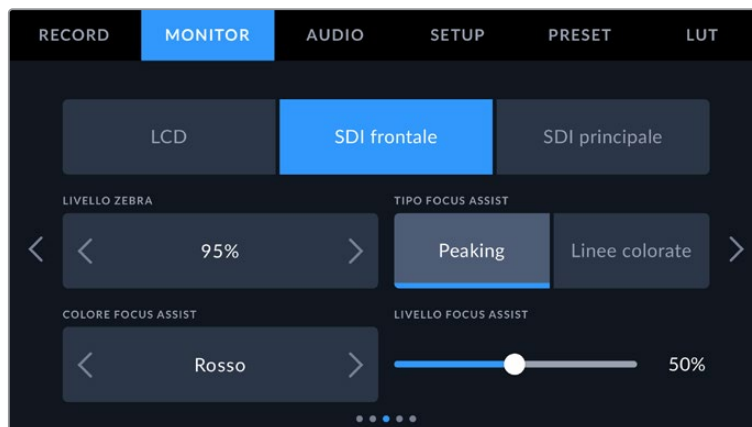 RECORD MONITOR AUDIO SETUP PRESET LUT
LCD SDI frontale SDI principale
LIVELLO ZEBRA TIPO FOCUS ASSIST
95% Peaking Linee colorate
COLORE FOCUS ASSIST LIVELLO FOCUS ASSIST
Rosso 50%